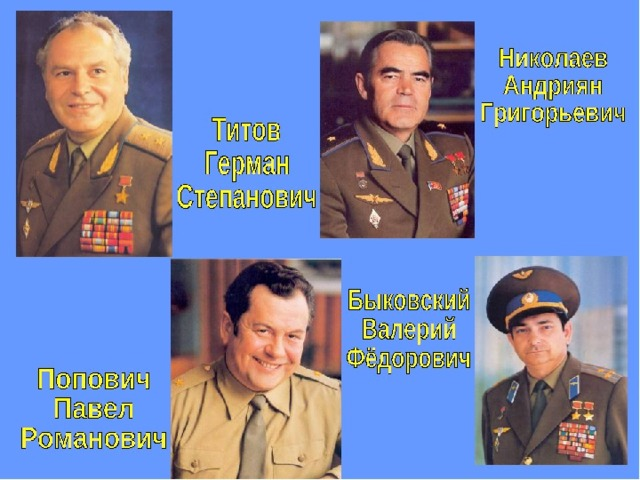 Титов
Герман
Степанович
Николаев
Андриян
Григорьевич
Попович
Павел
Романович
Быковский
Валерий
Фёдорович